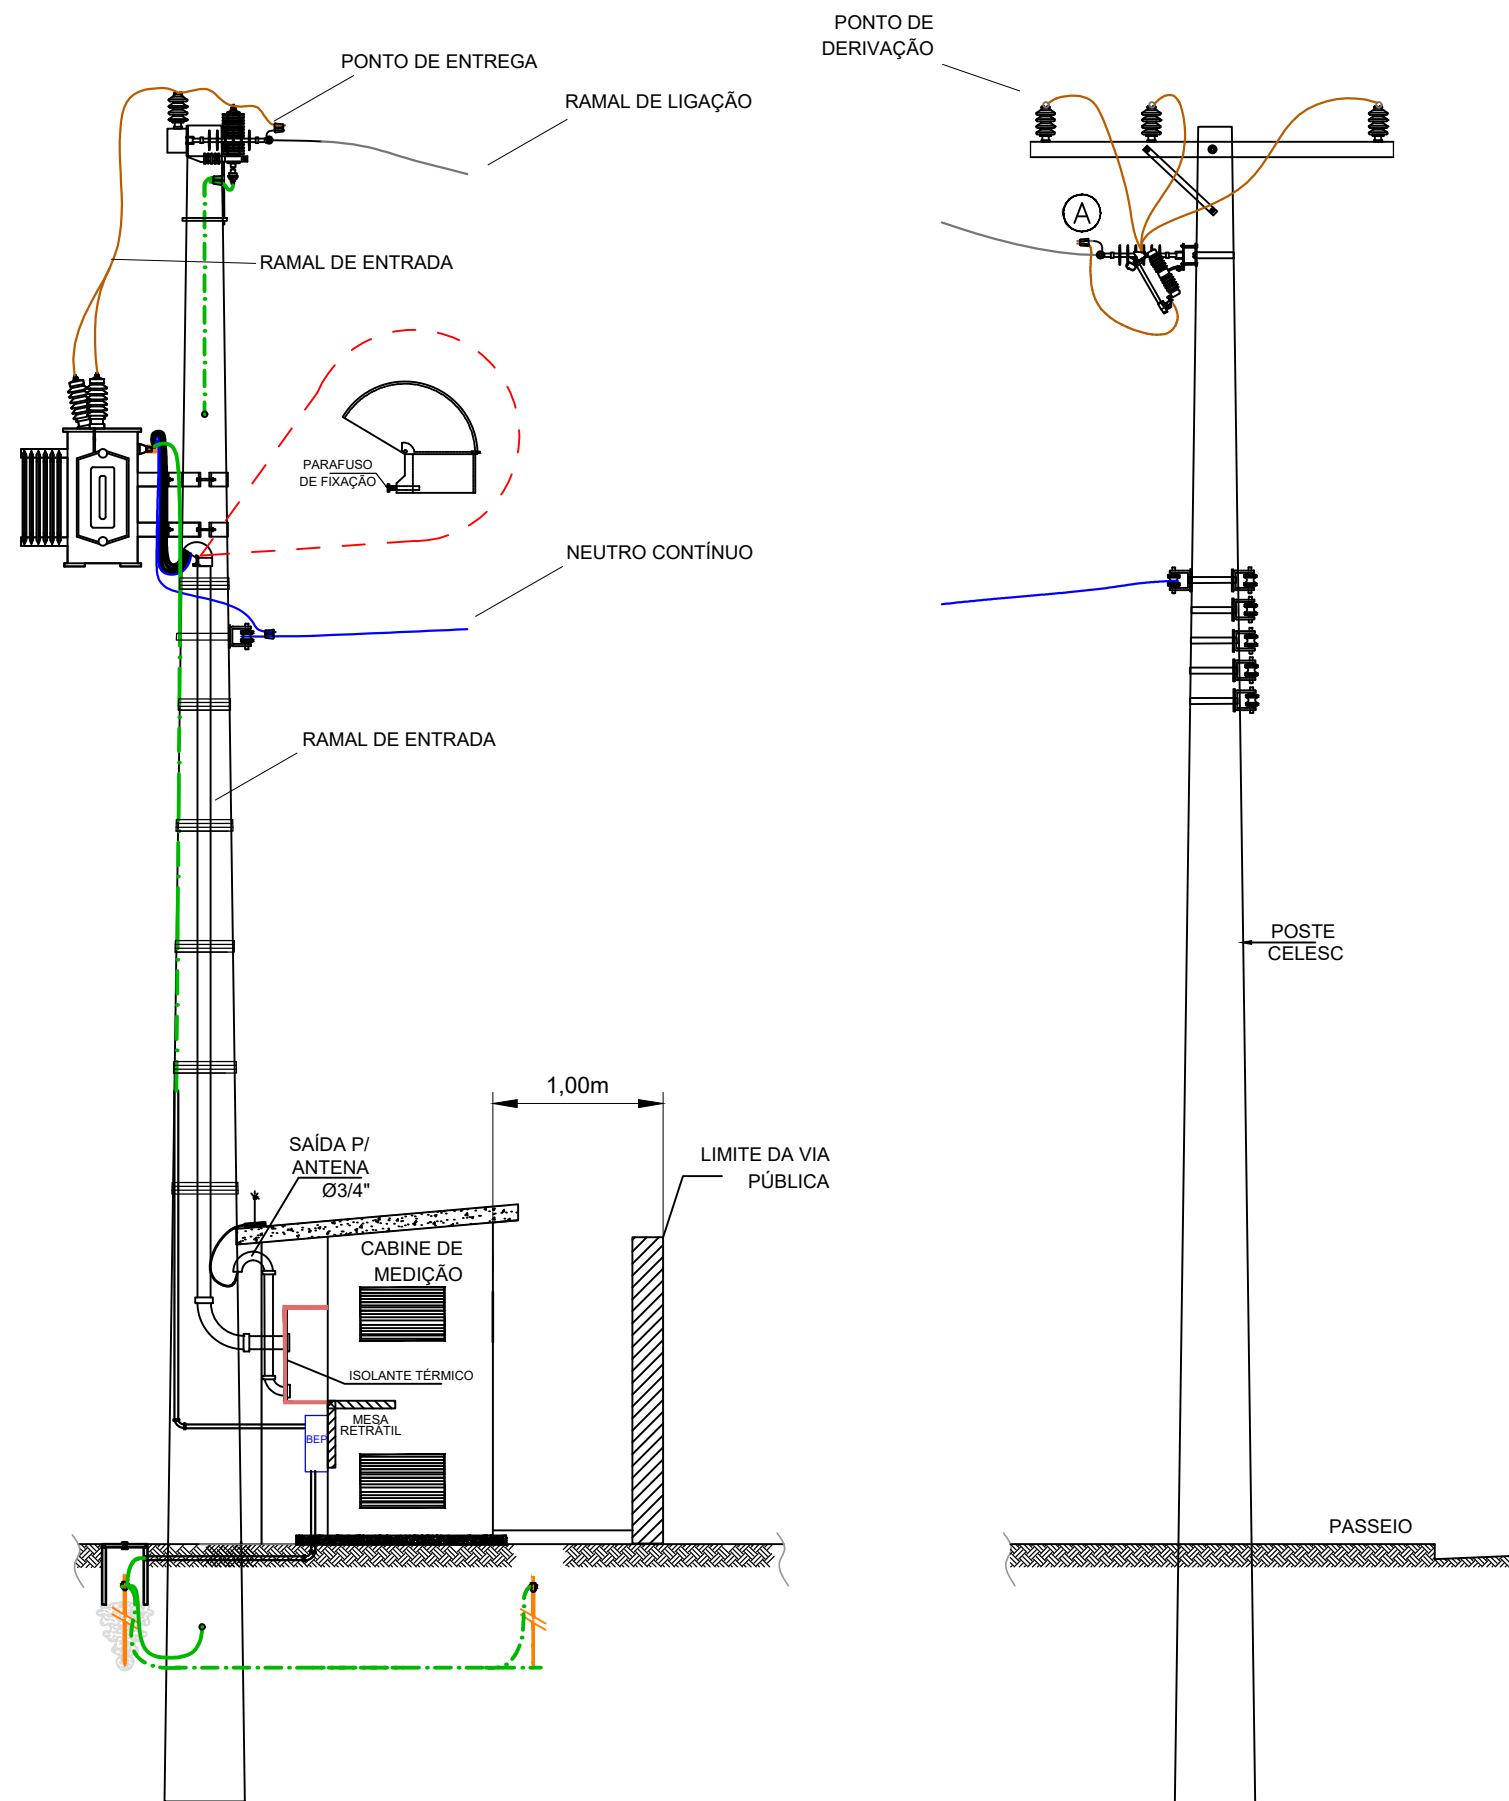 PONTO DE
DERIVAÇÃO
PONTO DE ENTREGA
RAMAL DE LIGAÇÃO
A
RAMAL DE ENTRADA
PARAFUSO
DE FIXAÇÃO
NEUTRO CONTÍNUO
RAMAL DE ENTRADA
POSTE
CELESC
1,00m
SAÍDA P/
ANTENA
Ø3/4"
LIMITE DA VIA
PÚBLICA
CABINE DE
MEDIÇÃO
ISOLANTE TÉRMICO
MESA
RETRÁTIL
BEP
PASSEIO